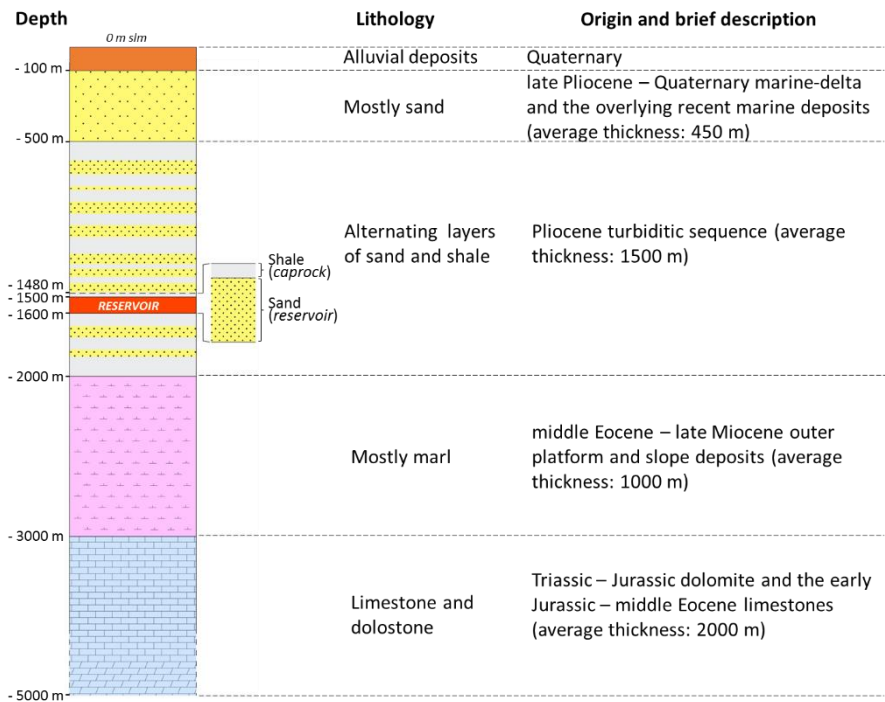 Depth Lithology Origin and brief description
0 m slm
Alluvial deposits Quaternary
- 100 m
Mostly sand
late Pliocene – Quaternary marine-delta
and the overlying recent marine deposits
(average thickness: 450 m)
- 500 m
Alternating layers
of sand and shale
Pliocene turbiditic sequence (average
thickness: 1500 m)
Shale
(caprock)
Sand
(reservoir)
- 1480 m
- 1500 m
RESERVOIR
- 1600 m
- 2000 m
Mostly marl
middle Eocene – late Miocene outer
platform and slope deposits (average
thickness: 1000 m)
- 3000 m
Limestone and
dolostone
Triassic – Jurassic dolomite and the early
Jurassic – middle Eocene limestones
(average thickness: 2000 m)
- 5000 m